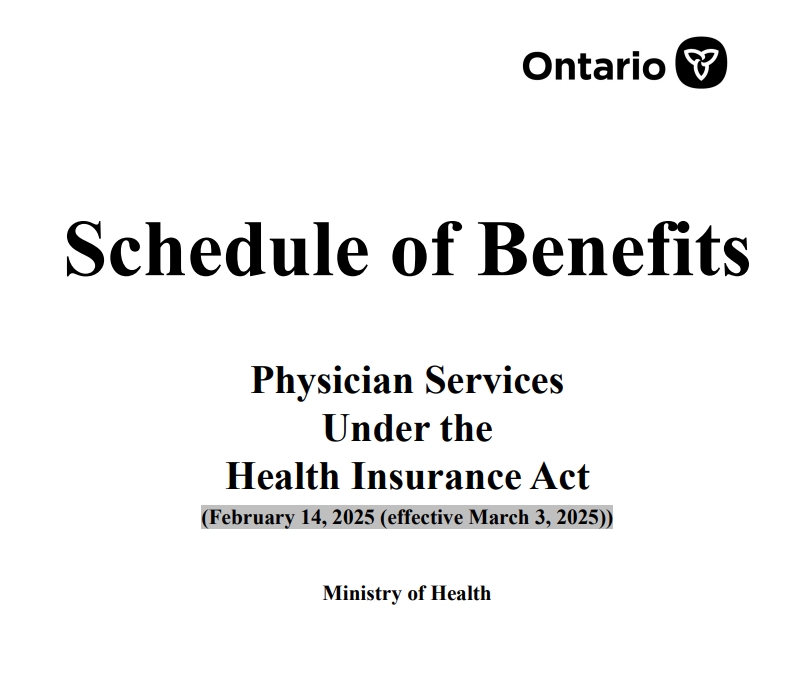 Ontario
Schedule of Benefits
Physician Services
Under the
Health Insurance Act
(February 14, 2025 (effective March 3, 2025))
Ministry of Health